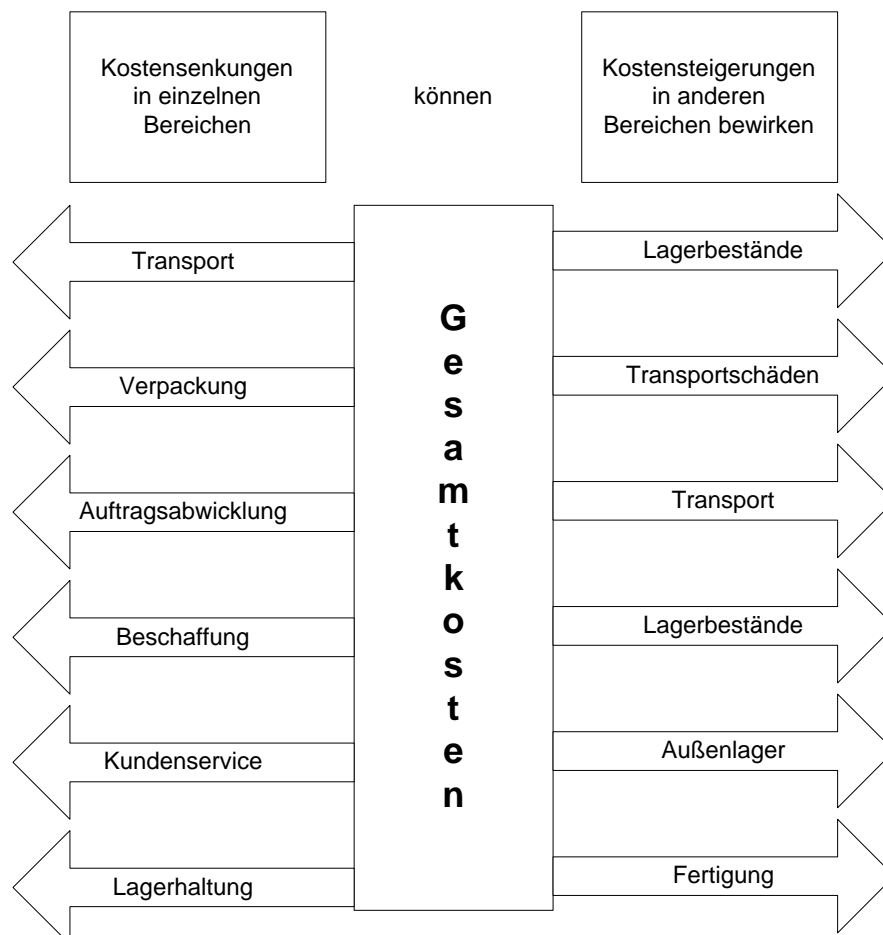 Kostensenkungen
in einzelnen
Bereichen
können
Kostensteigerungen
in anderen
Bereichen bewirken
Gesamtkosten
Transport
Lagerbestände
Verpackung
Transportschäden
Auftragsabwicklung
Transport
Beschaffung
Lagerbestände
Kundenservice
Außenlager
Lagerhaltung
Fertigung